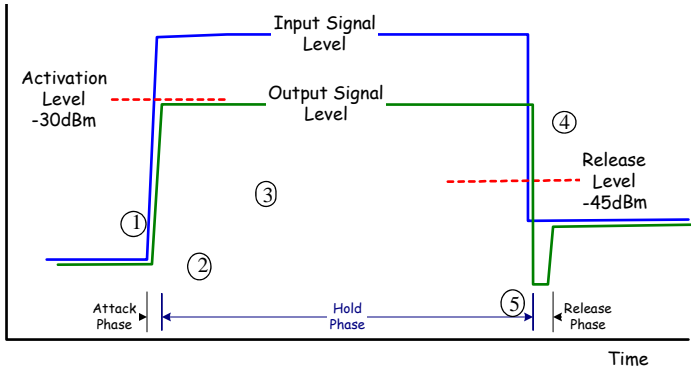 Input Signal
Level
Activation
Level
-30dBm
Output Signal
Level
4
Release
Level
-45dBm
3
1
2
5
Attack
Phase
Hold
Phase
Release
Phase
Time